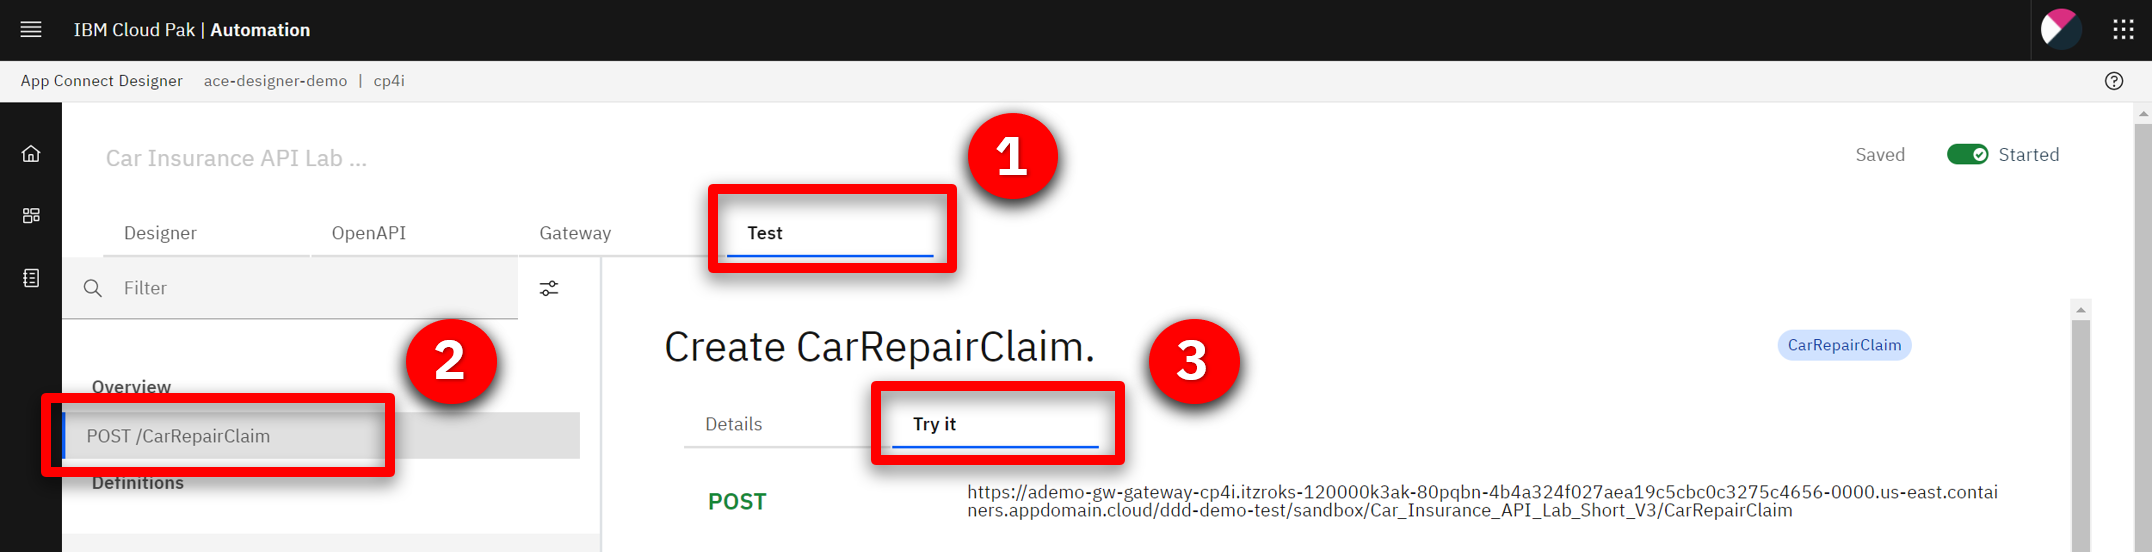 IBM Cloud Pak | Automation
App Connect Designer ace-designer-demo | cp4i
Car Insurance API Lab ...
1
Saved
Started
Designer
OpenAPI
Gateway
Test
Filter
2
Create CarRepairClaim.
3
CarRepairClaim
Overview
Details
Try it
POST /CarRepairClaim
Definitions
POST
https://ademo-gw-gateway-cp4i.itzroks-120000k3ak-80pqbn-4b4a324f027aea19c5cbc0c3275c4656-0000.us-east.contai
ners.appdomain.cloud/ddd-demo-test/sandbox/Car_Insurance_API_Lab_Short_V3/CarRepairClaim